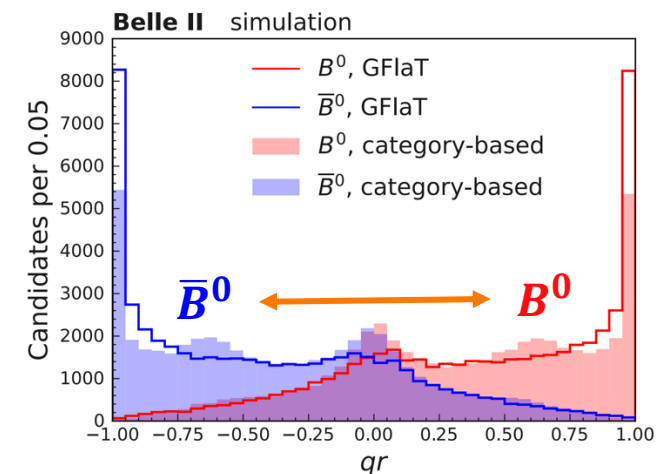 Belle II simulation
9000
8000
7000
6000
5000
4000
3000
2000
1000
0
Candidates per 0.05
B⁰, GFlaT
B̅⁰, GFlaT
B⁰, category-based
B̅⁰, category-based
B̅⁰
B⁰
−1.00 −0.75 −0.50 −0.25 0.00 0.25 0.50 0.75 1.00
qr